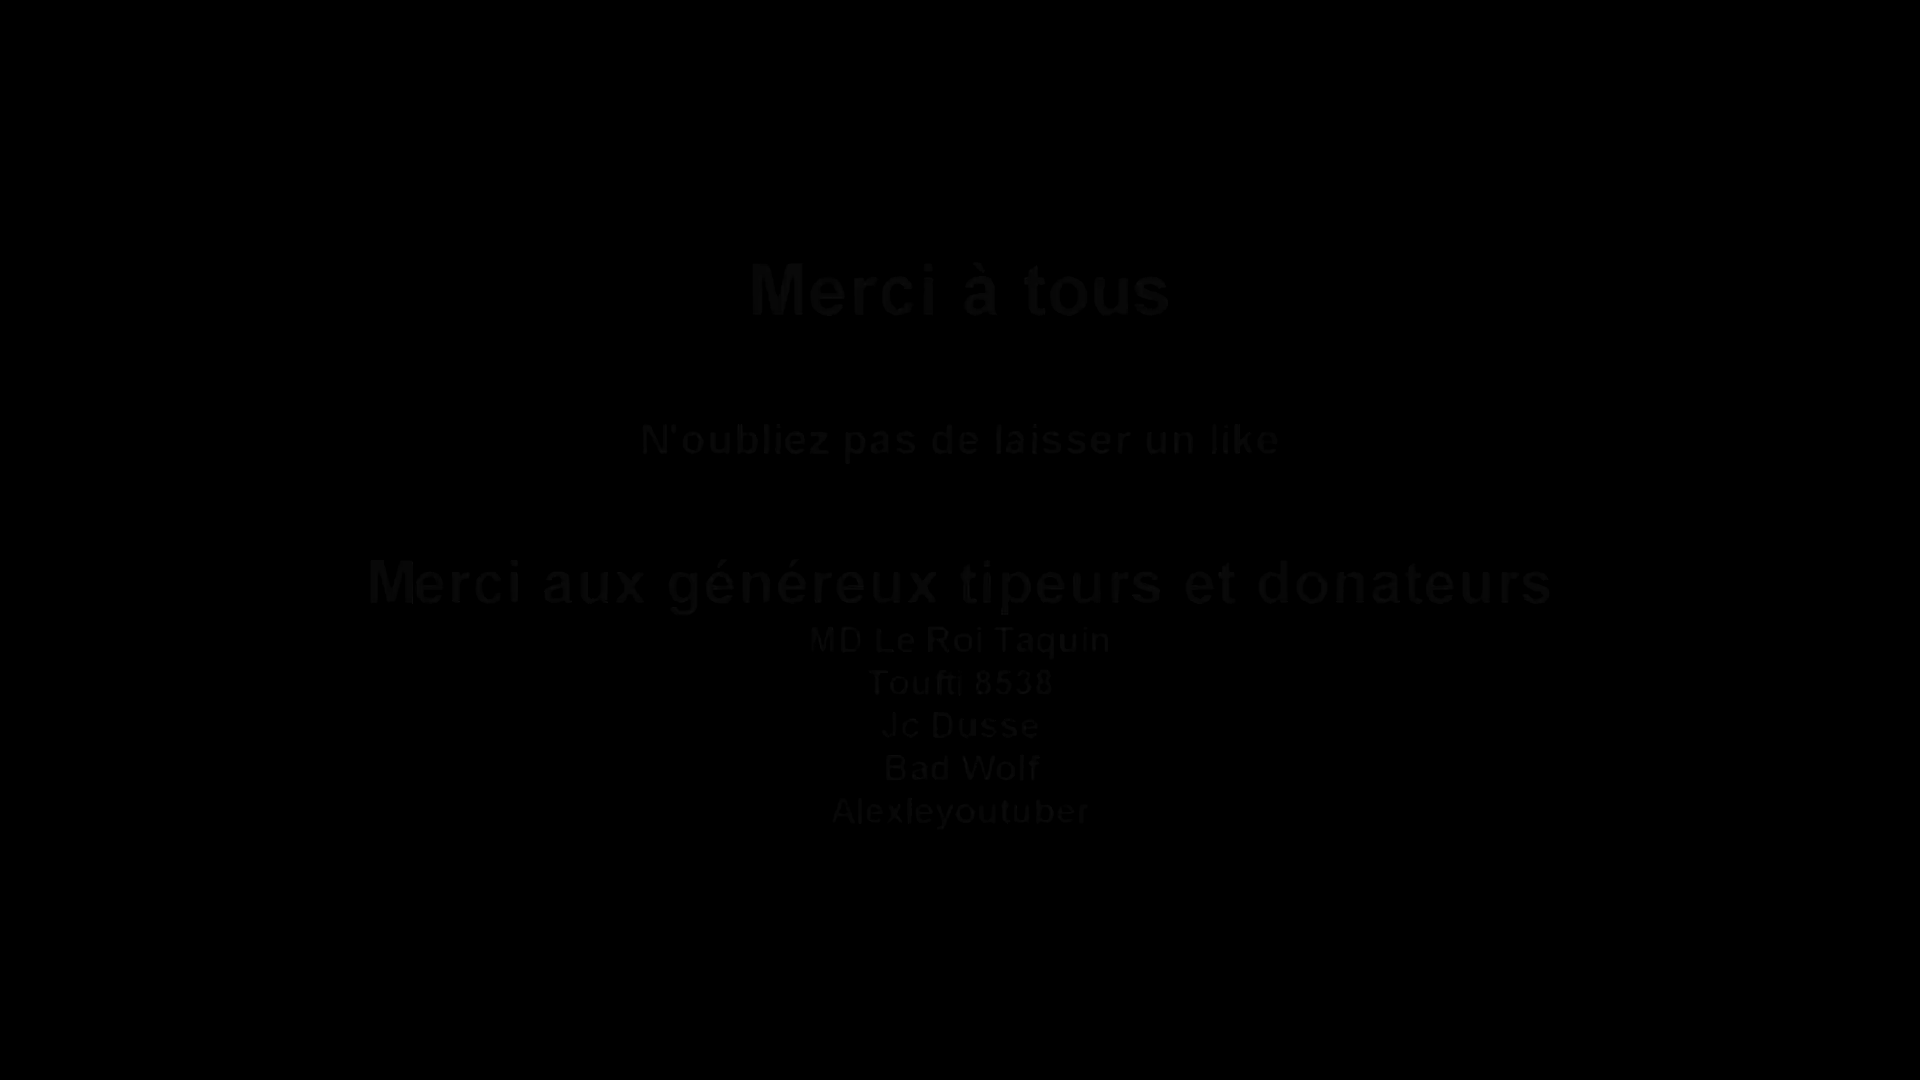 Merci à tous
N'oubliez pas de laisser un like
Merci aux généreux tipeurs et donateurs
MD Le Roi Taquin
Toufti 8538
Jc Dusse
Bad Wolf
Alexleyoutuber